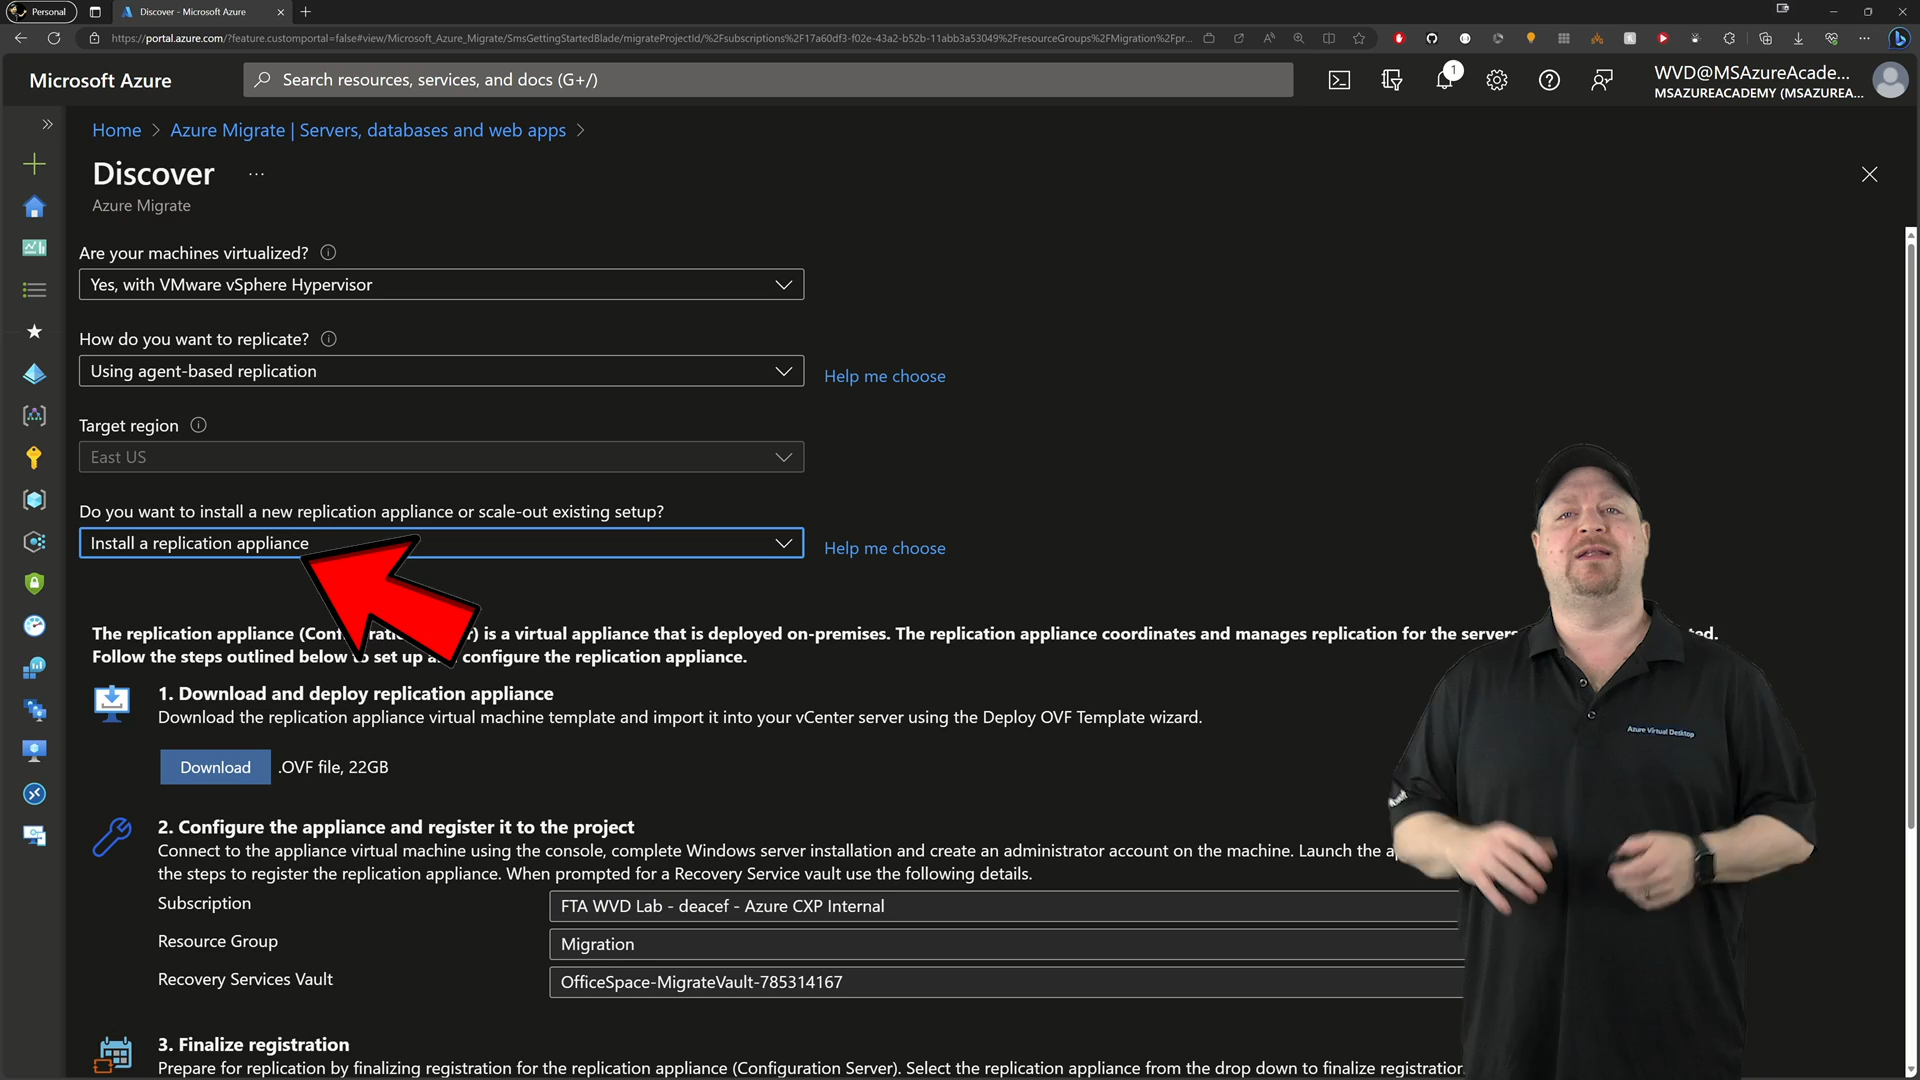 Personal
Discover - Microsoft Azure
https://portal.azure.com/?feature.customportal=false#view/Microsoft_Azure_Migrate/SmsGettingStartedBlade/migrateProjectId/%2Fsubscriptions%2F17a60df3-f02e-43a2-b52b-11abb3a53049%2FresourceGroups%2FMigration%2Fpr...
Microsoft Azure
Search resources, services, and docs (G+/)
1
WVD@MSAzureAcade...
MSAZUREACADEMY (MSAZUREA...
Home > Azure Migrate | Servers, databases and web apps >
Discover ...
Azure Migrate
Are your machines virtualized?
Yes, with VMware vSphere Hypervisor
How do you want to replicate?
Using agent-based replication
Help me choose
Target region
East US
Do you want to install a new replication appliance or scale-out existing setup?
Install a replication appliance
Help me choose
The replication appliance ( ) is a virtual appliance that is deployed on-premises. The replication appliance coordinates and manages replication for the servers
Follow the steps outlined below to set up configure the replication appliance.
1. Download and deploy replication appliance
Download the replication appliance virtual machine template and import it into your vCenter server using the Deploy OVF Template wizard.
Download .OVF file, 22GB
2. Configure the appliance and register it to the project
Connect to the appliance virtual machine using the console, complete Windows server installation and create an administrator account on the machine. Launch the
the steps to register the replication appliance. When prompted for a Recovery Service vault use the following details.
Subscription
FTA WVD Lab - deacef - Azure CXP Internal
Resource Group
Migration
Recovery Services Vault
OfficeSpace-MigrateVault-785314167
3. Finalize registration
Prepare for replication by finalizing registration for the replication appliance (Configuration Server). Select the replication appliance from the drop down to finalize registration.
Azure Virtual Desktop